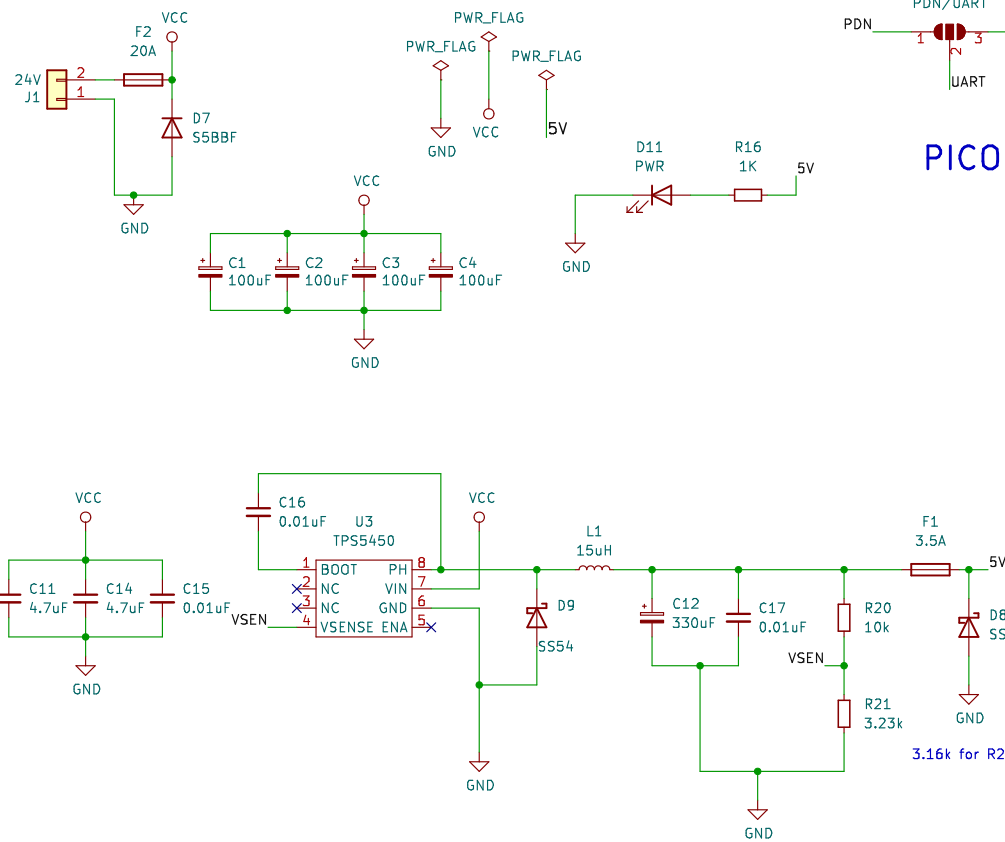 PDN/UART
PDN
1
2
3
UART
PICO
VCC
F2
20A
24V
J1
2
1
D7
S5BBF
GND
PWR_FLAG
PWR_FLAG
PWR_FLAG
GND
VCC
5V
D11
PWR
R16
1K
5V
GND
VCC
C1
100uF
C2
100uF
C3
100uF
C4
100uF
GND
VCC
C11
4.7uF
C14
4.7uF
C15
0.01uF
GND
C16
0.01uF
U3
TPS5450
1 BOOT PH 8
2 NC VIN 7
3 NC GND 6
4 VSENSE ENA 5
VSEN
VCC
GND
D9
SS54
L1
15uH
C12
330uF
C17
0.01uF
R20
10k
VSEN
R21
3.23k
GND
F1
3.5A
5V
D8
SS
GND
3.16k for R2